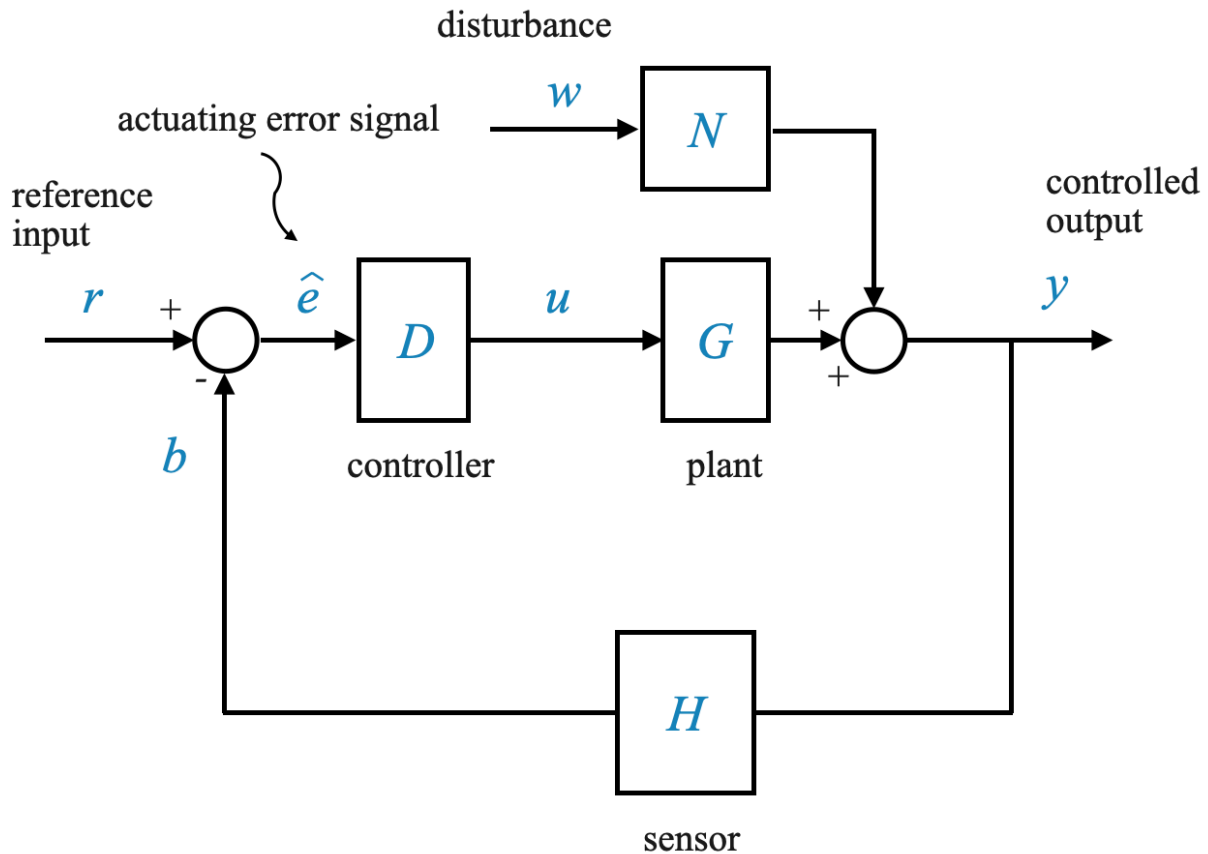 disturbance
w
N
actuating error signal
reference
input
controlled
output
r
+
-
ê
D
u
G
+
+
y
b
controller
plant
H
sensor